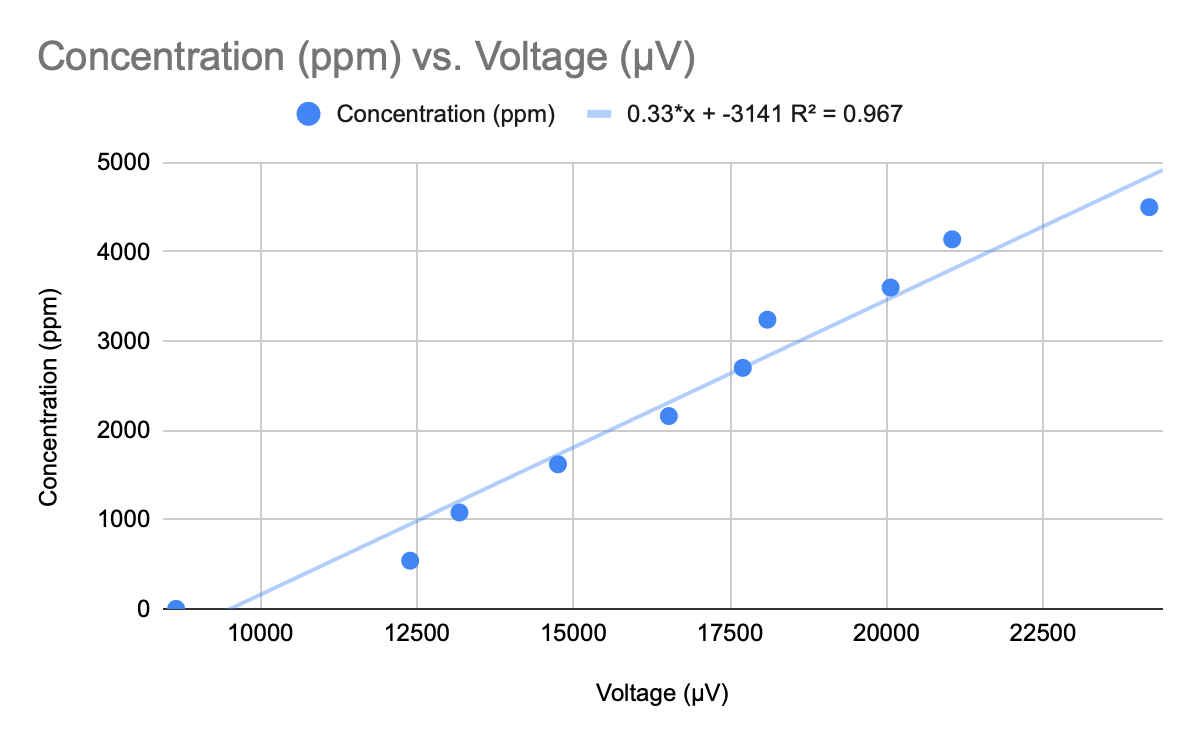 Concentration (ppm) vs. Voltage (µV)
Concentration (ppm) 0.33*x + -3141 R² = 0.967
5000
4000
3000
2000
1000
0
Concentration (ppm)
10000 12500 15000 17500 20000 22500
Voltage (µV)